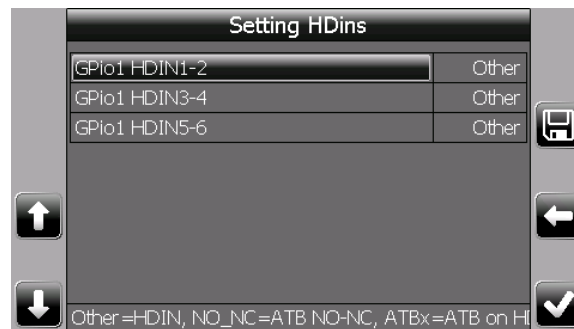 Setting HDins
GPio1 HDIN1-2 Other
GPio1 HDIN3-4 Other
GPio1 HDIN5-6 Other
Other=HDIN, NO_NC=ATB NO-NC, ATBx=ATB on